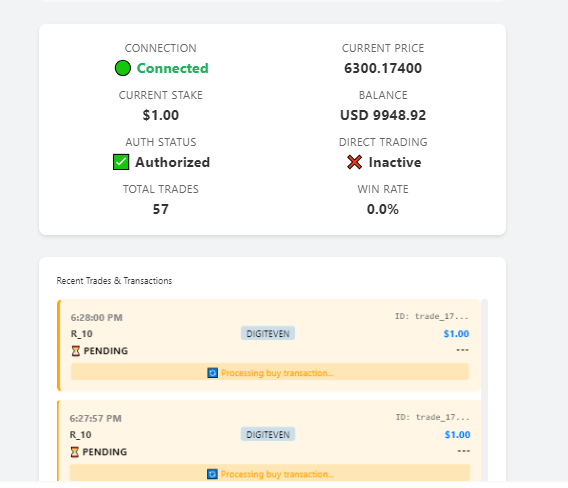 CONNECTION
Connected
CURRENT PRICE
6300.17400
CURRENT STAKE
$1.00
BALANCE
USD 9948.92
AUTH STATUS
Authorized
DIRECT TRADING
Inactive
TOTAL TRADES
57
WIN RATE
0.0%
Recent Trades & Transactions
6:28:00 PM ID: trade_17...
R_10 DIGITEVEN $1.00
PENDING ---
Processing buy transaction...
6:27:57 PM ID: trade_17...
R_10 DIGITEVEN $1.00
PENDING ---
Processing buy transaction...